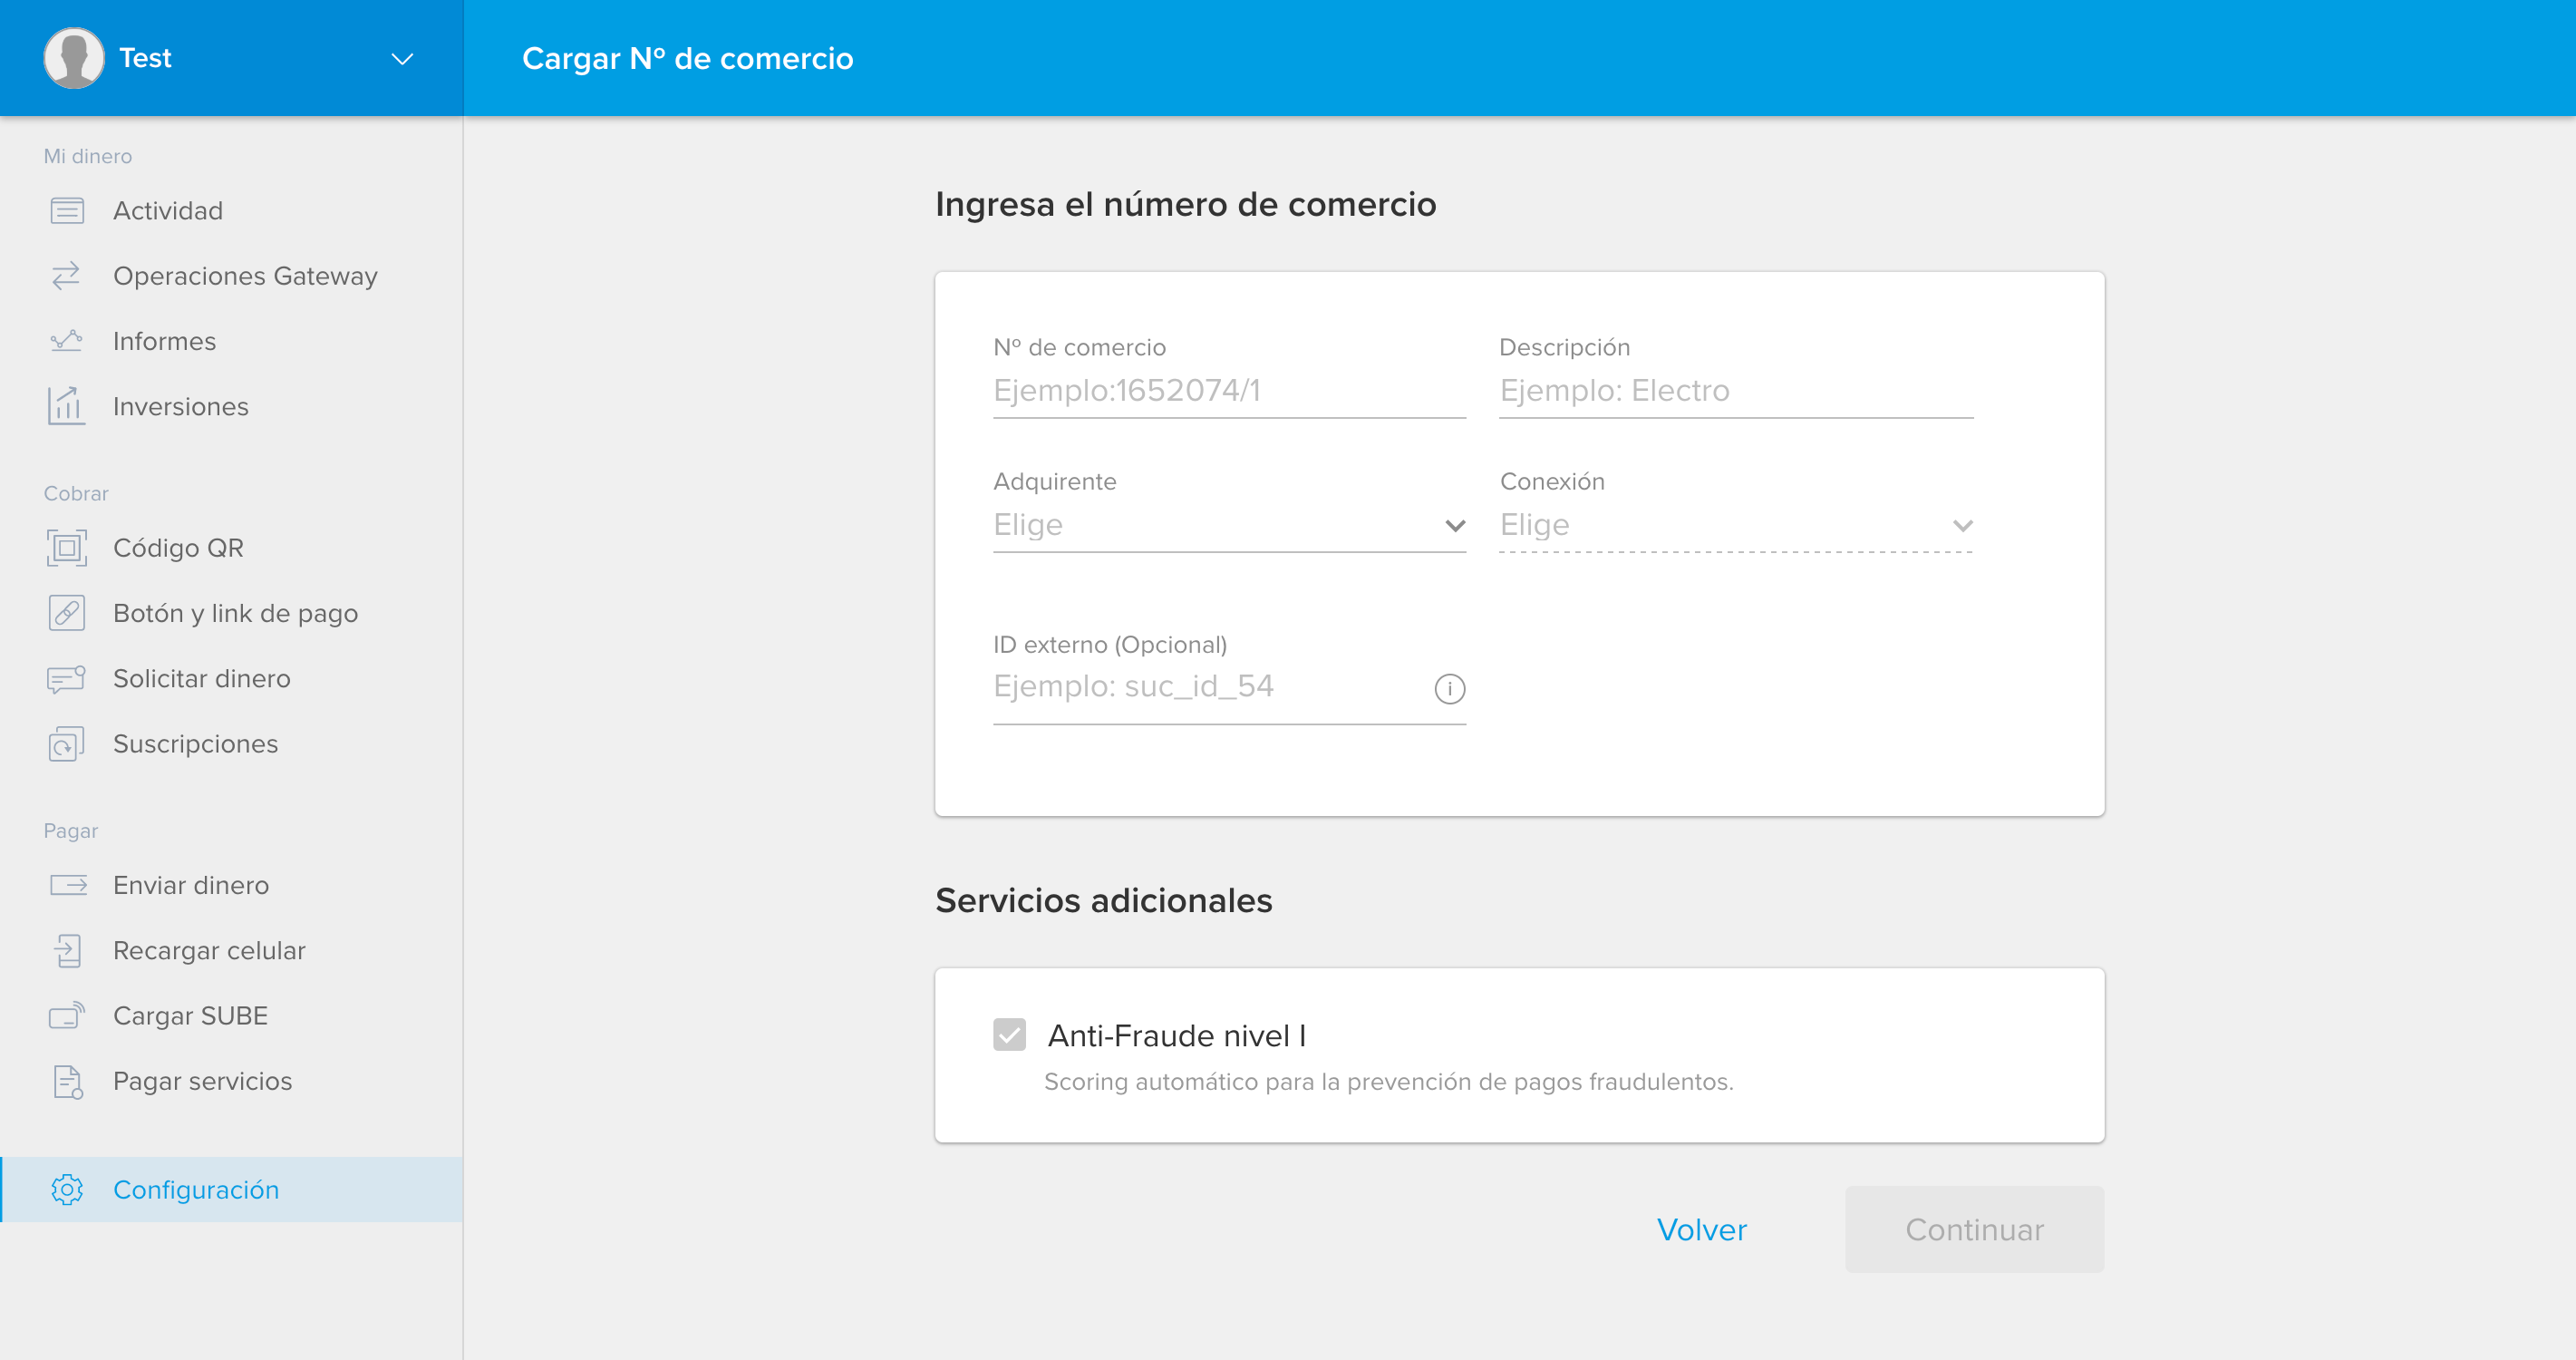 Test
Cargar Nº de comercio
Mi dinero
Actividad
Operaciones Gateway
Informes
Inversiones
Cobrar
Código QR
Botón y link de pago
Solicitar dinero
Suscripciones
Pagar
Enviar dinero
Recargar celular
Cargar SUBE
Pagar servicios
Configuración
Ingresa el número de comercio
Nº de comercio
Ejemplo:1652074/1
Descripción
Ejemplo: Electro
Adquirente
Elige
Conexión
Elige
ID externo (Opcional)
Ejemplo: suc_id_54
Servicios adicionales
Anti-Fraude nivel I
Scoring automático para la prevención de pagos fraudulentos.
Volver
Continuar